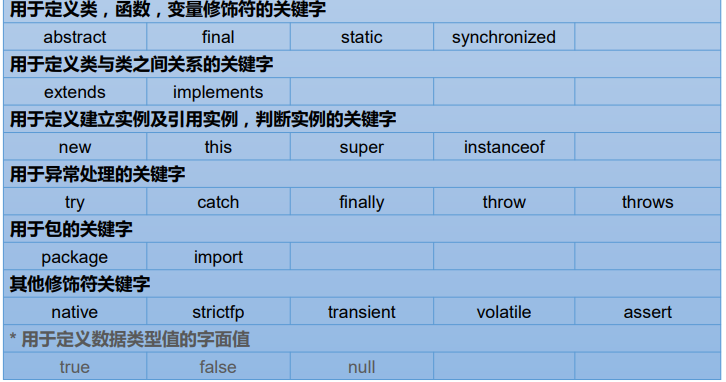 用于定义类，函数，变量修饰符的关键字
abstract final static synchronized
用于定义类与类之间关系的关键字
extends implements
用于定义建立实例及引用实例，判断实例的关键字
new this super instanceof
用于异常处理的关键字
try catch finally throw throws
用于包的关键字
package import
其他修饰符关键字
native strictfp transient volatile assert
* 用于定义数据类型值的字面值
true false null